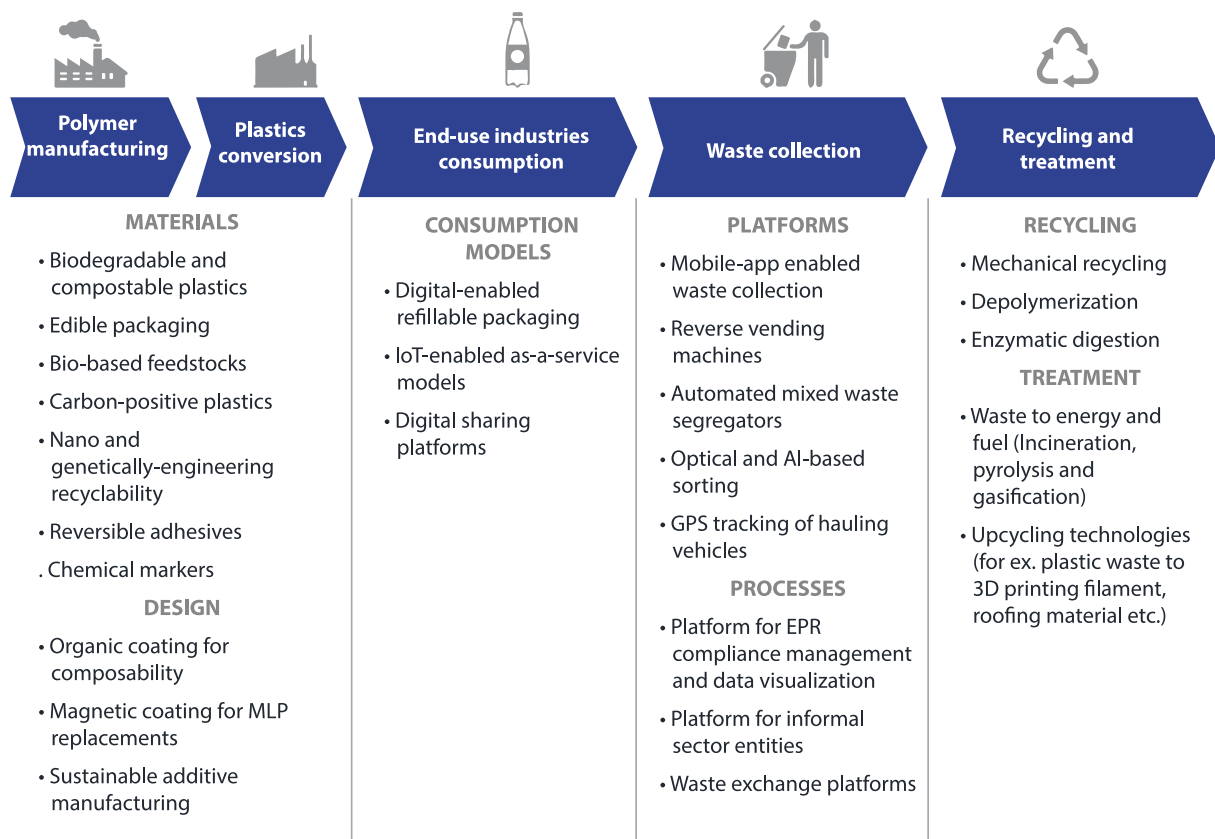 Polymer
manufacturing
Plastics
conversion
End-use industries
consumption
Waste collection
Recycling and
treatment
MATERIALS
• Biodegradable and
compostable plastics
• Edible packaging
• Bio-based feedstocks
• Carbon-positive plastics
• Nano and
genetically-engineering
recyclability
• Reversible adhesives
. Chemical markers
DESIGN
• Organic coating for
composability
• Magnetic coating for MLP
replacements
• Sustainable additive
manufacturing
CONSUMPTION
MODELS
• Digital-enabled
refillable packaging
• IoT-enabled as-a-service
models
• Digital sharing
platforms
PLATFORMS
• Mobile-app enabled
waste collection
• Reverse vending
machines
• Automated mixed waste
segregators
• Optical and AI-based
sorting
• GPS tracking of hauling
vehicles
PROCESSES
• Platform for EPR
compliance management
and data visualization
• Platform for informal
sector entities
• Waste exchange platforms
RECYCLING
• Mechanical recycling
• Depolymerization
• Enzymatic digestion
TREATMENT
• Waste to energy and
fuel (Incineration,
pyrolysis and
gasification)
• Upcycling technologies
(for ex. plastic waste to
3D printing filament,
roofing material etc.)